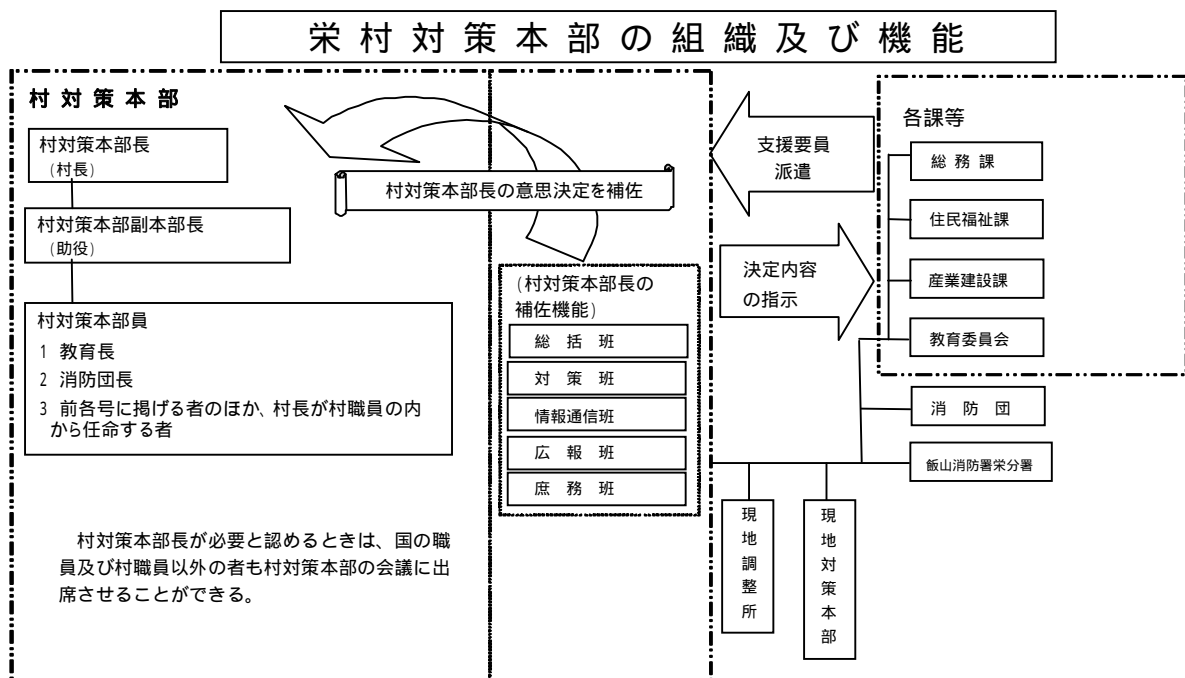 栄村対策本部の組織及び機能
村対策本部
村対策本部長
(村長)
村対策本部副本部長
(助役)
村対策本部員
1 教育長
2 消防団長
3 前各号に掲げる者のほか、村長が村職員の内
から任命する者
村対策本部長が必要と認めるときは、国の職
員及び村職員以外の者も村対策本部の会議に出
席させることができる。
村対策本部長の意思決定を補佐
(村対策本部長の
補佐機能)
総括班
対策班
情報通信班
広報班
庶務班
支援要員
派遣
決定内容
の指示
各課等
総務課
住民福祉課
産業建設課
教育委員会
消防団
飯山消防署栄分署
現地調整所
現地対策本部